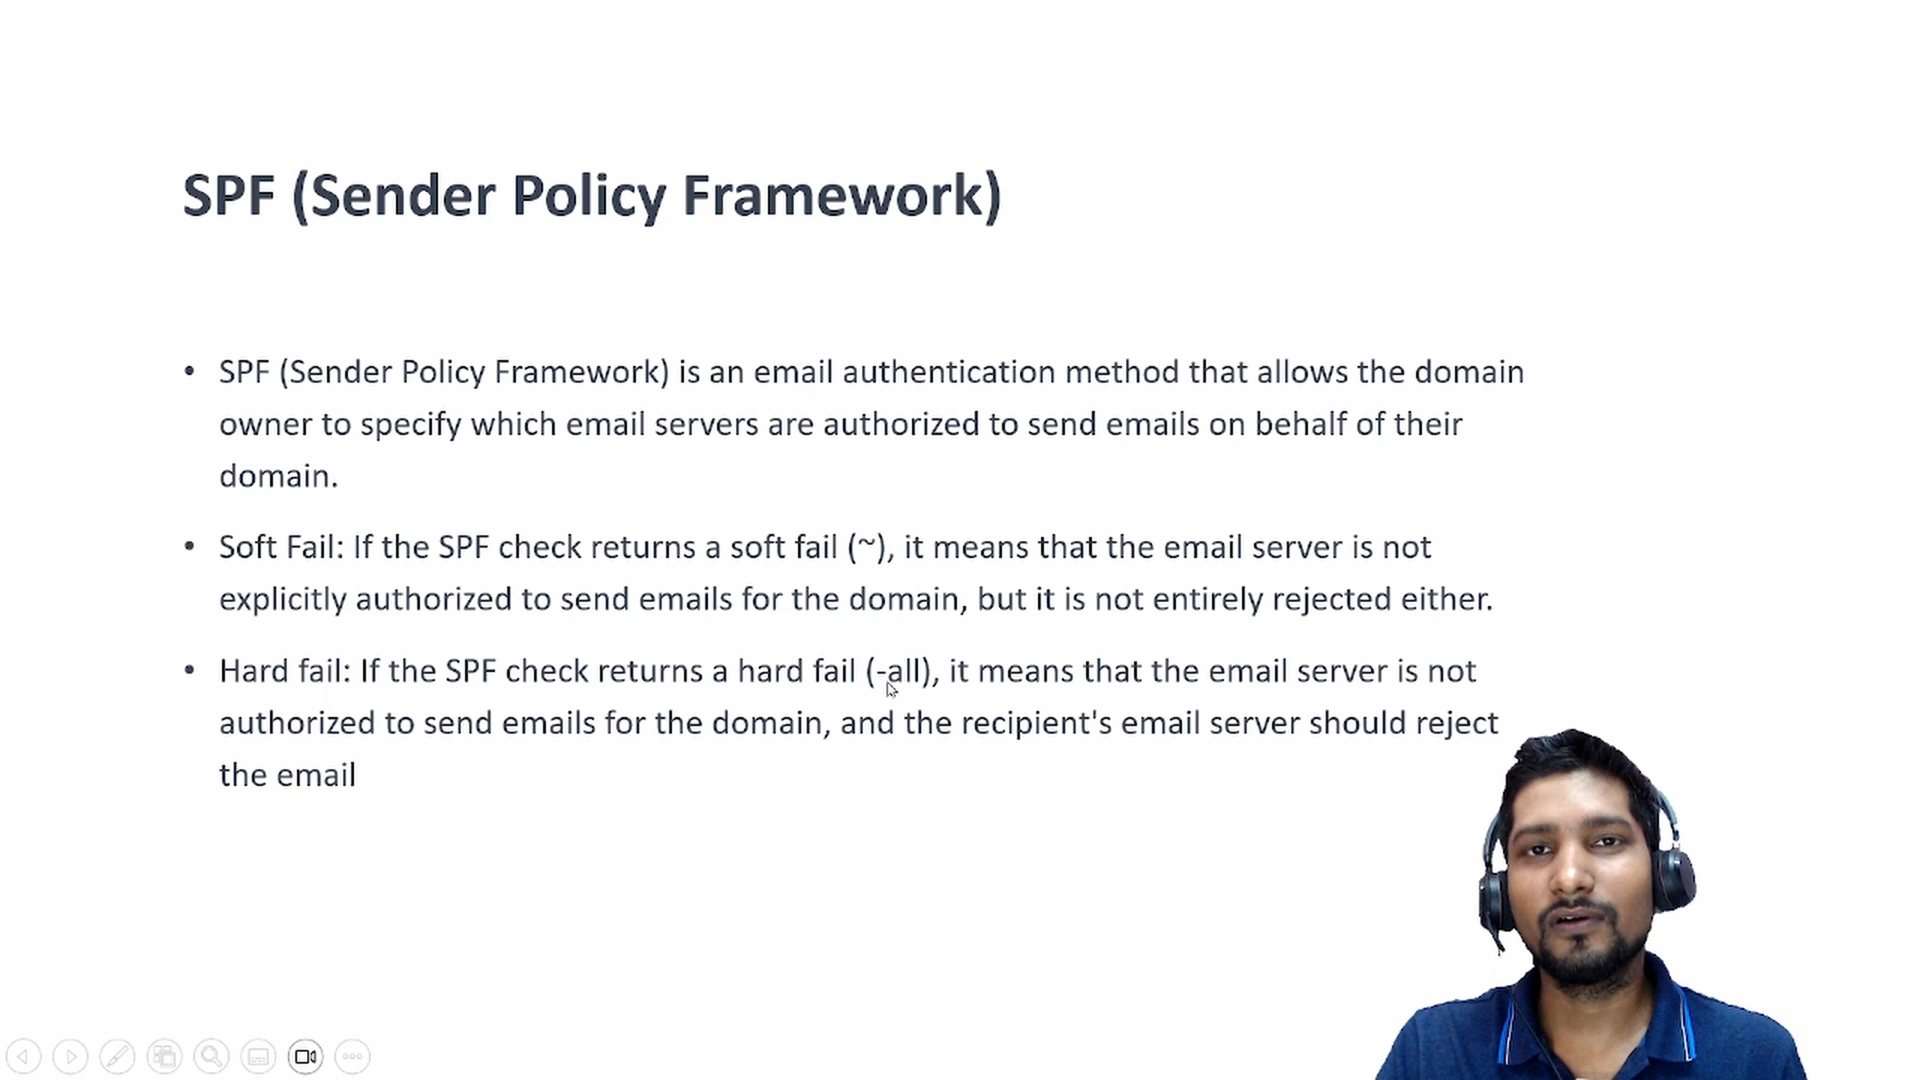 SPF (Sender Policy Framework)
• SPF (Sender Policy Framework) is an email authentication method that allows the domain
owner to specify which email servers are authorized to send emails on behalf of their
domain.
• Soft Fail: If the SPF check returns a soft fail (~), it means that the email server is not
explicitly authorized to send emails for the domain, but it is not entirely rejected either.
• Hard fail: If the SPF check returns a hard fail (-all), it means that the email server is not
authorized to send emails for the domain, and the recipient's email server should reject
the email